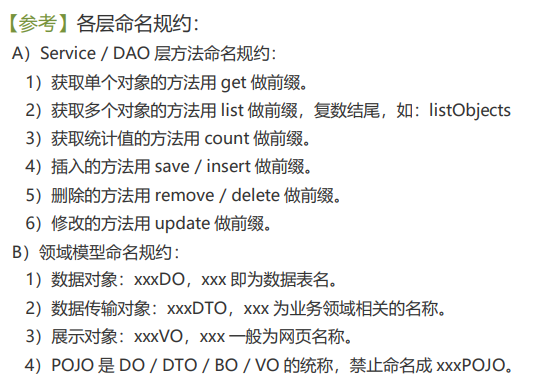 【参考】各层命名规约：
A）Service / DAO 层方法命名规约：
1）获取单个对象的方法用 get 做前缀。
2）获取多个对象的方法用 list 做前缀，复数结尾，如：listObjects
3）获取统计值的方法用 count 做前缀。
4）插入的方法用 save / insert 做前缀。
5）删除的方法用 remove / delete 做前缀。
6）修改的方法用 update 做前缀。
B）领域模型命名规约：
1）数据对象：xxxDO，xxx 即为数据表名。
2）数据传输对象：xxxDTO，xxx 为业务领域相关的名称。
3）展示对象：xxxVO，xxx 一般为网页名称。
4）POJO 是 DO / DTO / BO / VO 的统称，禁止命名成 xxxPOJO。